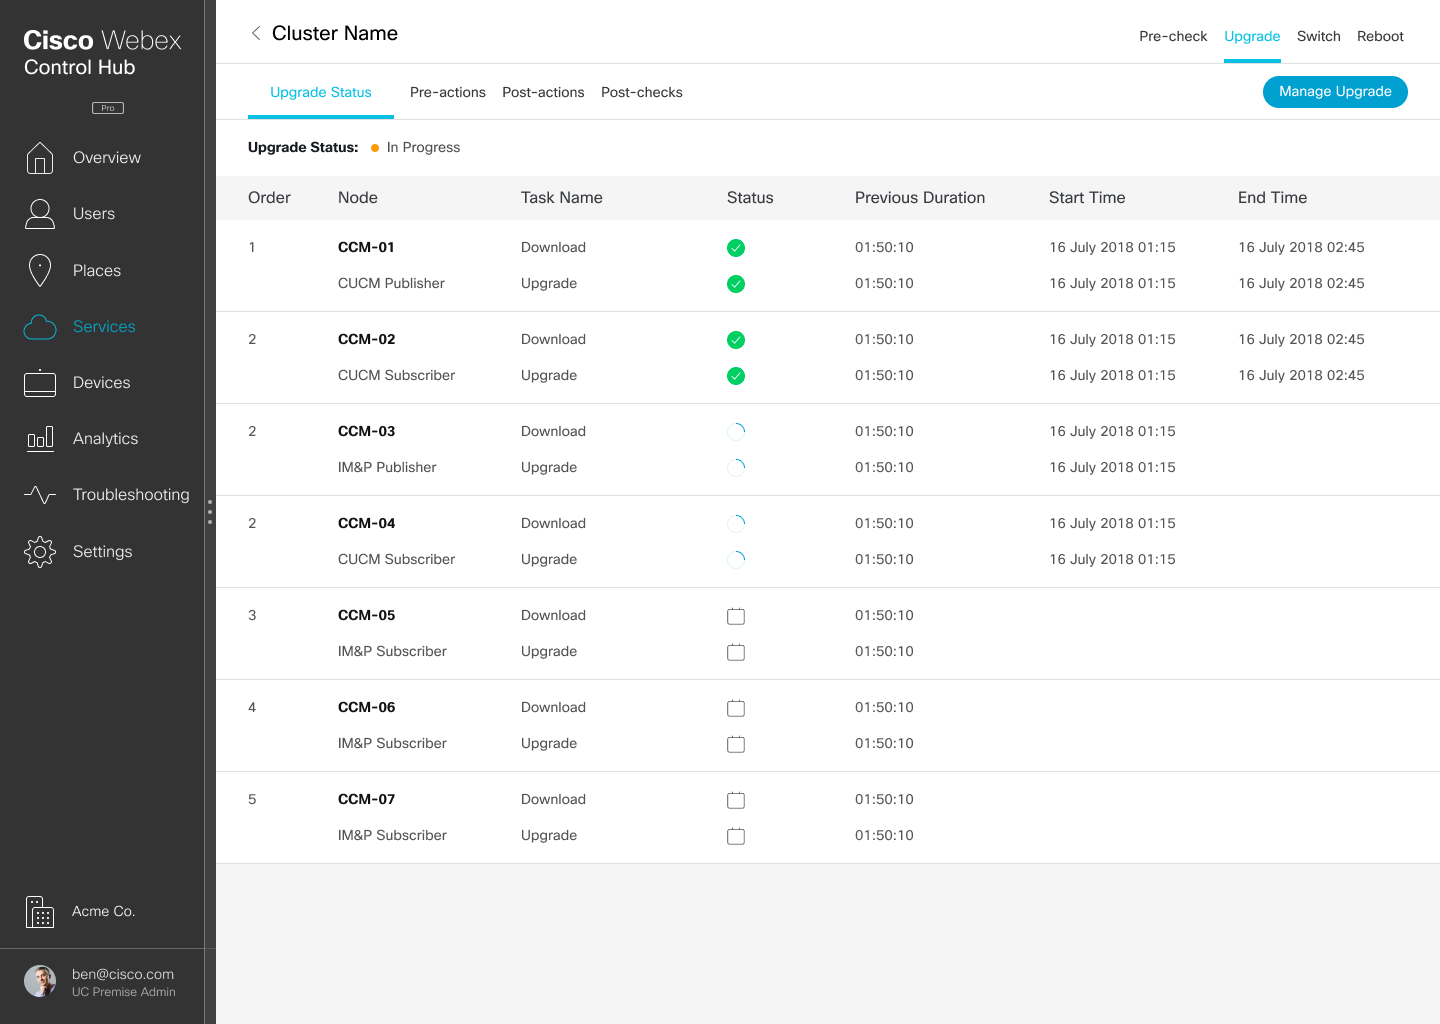 Cisco Webex
Control Hub
Pro
Overview
Users
Places
Services
Devices
Analytics
Troubleshooting
Settings
Acme Co.
ben@cisco.com
UC Premise Admin
Cluster Name
Pre-check Upgrade Switch Reboot
Upgrade Status Pre-actions Post-actions Post-checks Manage Upgrade
Upgrade Status: In Progress
Order Node Task Name Status Previous Duration Start Time End Time
1 CCM-01 Download 01:50:10 16 July 2018 01:15 16 July 2018 02:45
CUCM Publisher Upgrade 01:50:10 16 July 2018 01:15 16 July 2018 02:45
2 CCM-02 Download 01:50:10 16 July 2018 01:15 16 July 2018 02:45
CUCM Subscriber Upgrade 01:50:10 16 July 2018 01:15 16 July 2018 02:45
2 CCM-03 Download 01:50:10 16 July 2018 01:15
IM&P Publisher Upgrade 01:50:10 16 July 2018 01:15
2 CCM-04 Download 01:50:10 16 July 2018 01:15
CUCM Subscriber Upgrade 01:50:10 16 July 2018 01:15
3 CCM-05 Download 01:50:10
IM&P Subscriber Upgrade 01:50:10
4 CCM-06 Download 01:50:10
IM&P Subscriber Upgrade 01:50:10
5 CCM-07 Download 01:50:10
IM&P Subscriber Upgrade 01:50:10